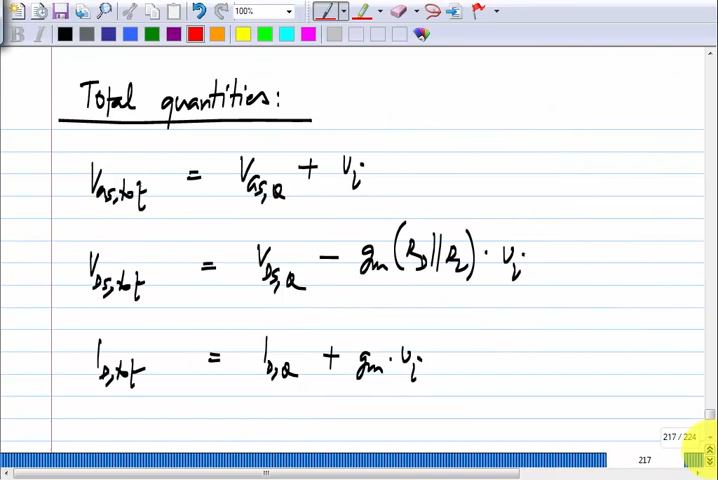 100%
Total quantities:
V_GS,tot = V_GS,Q + v_i
V_DS,tot = V_DS,Q − g_m (R_D || R_L) · v_i
I_D,tot = I_D,Q + g_m · v_i
217 / 224
217